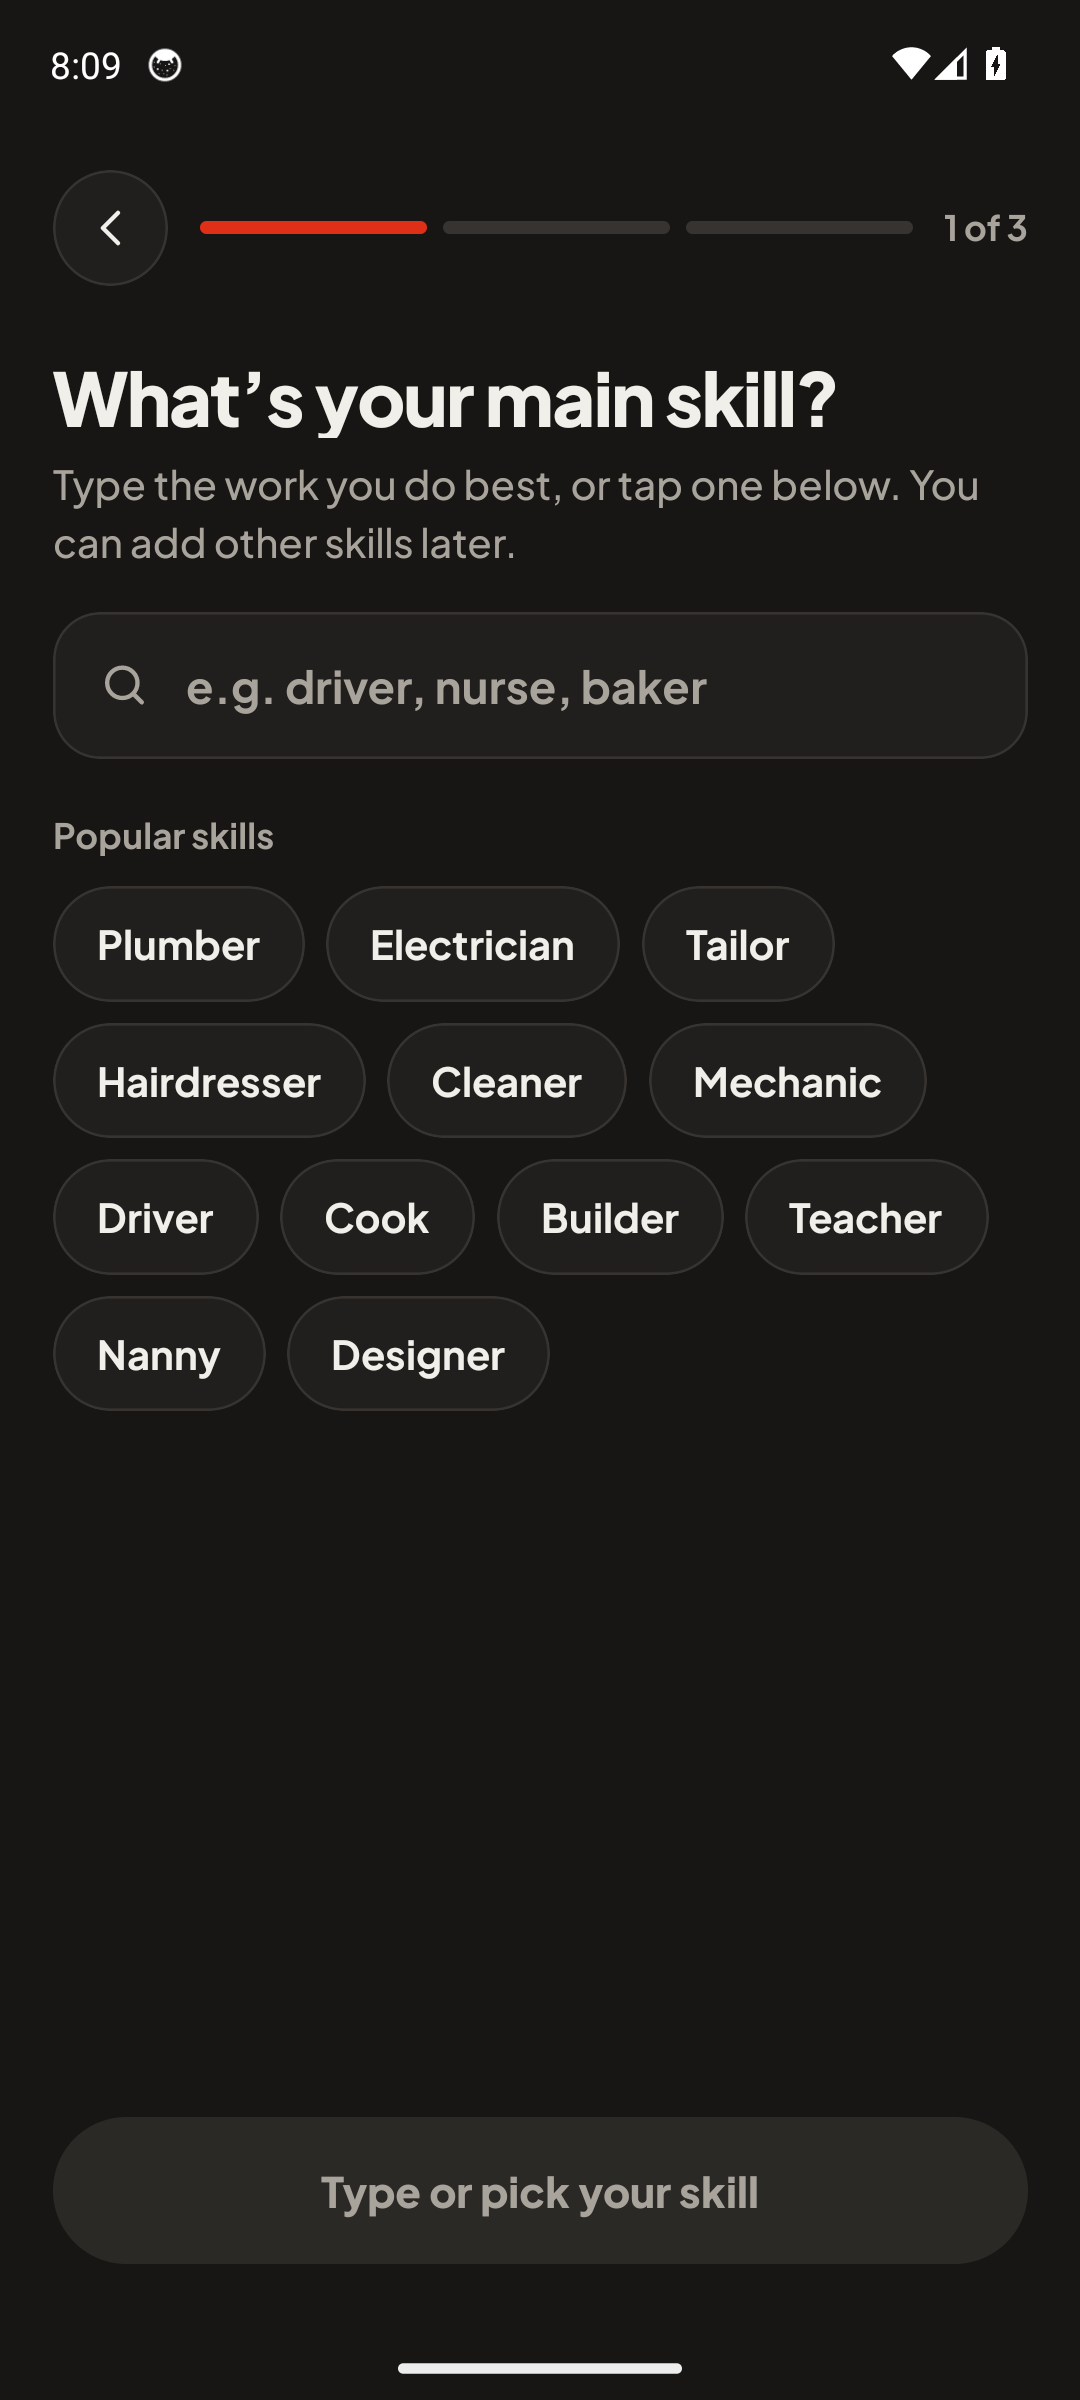 8:09
1 of 3
What’s your main skill?
Type the work you do best, or tap one below. You
can add other skills later.
e.g. driver, nurse, baker
Popular skills
Plumber Electrician Tailor
Hairdresser Cleaner Mechanic
Driver Cook Builder Teacher
Nanny Designer
Type or pick your skill